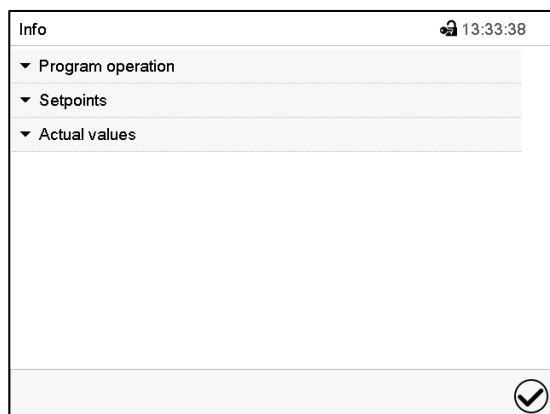 Info 13:33:38
Program operation
Setpoints
Actual values